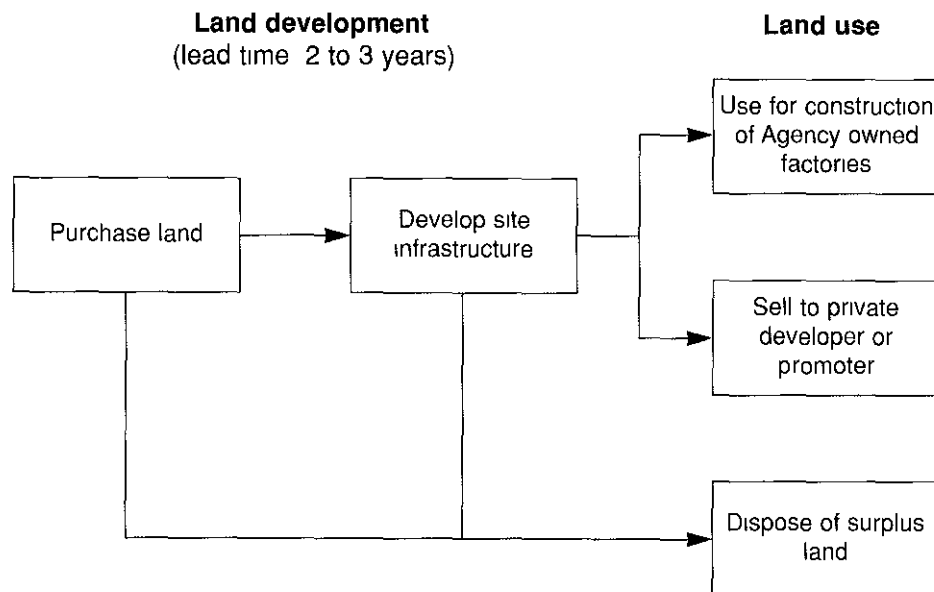 Land development
(lead time 2 to 3 years)
Land use
Purchase land
Develop site
infrastructure
Use for construction
of Agency owned
factories
Sell to private
developer or
promoter
Dispose of surplus
land